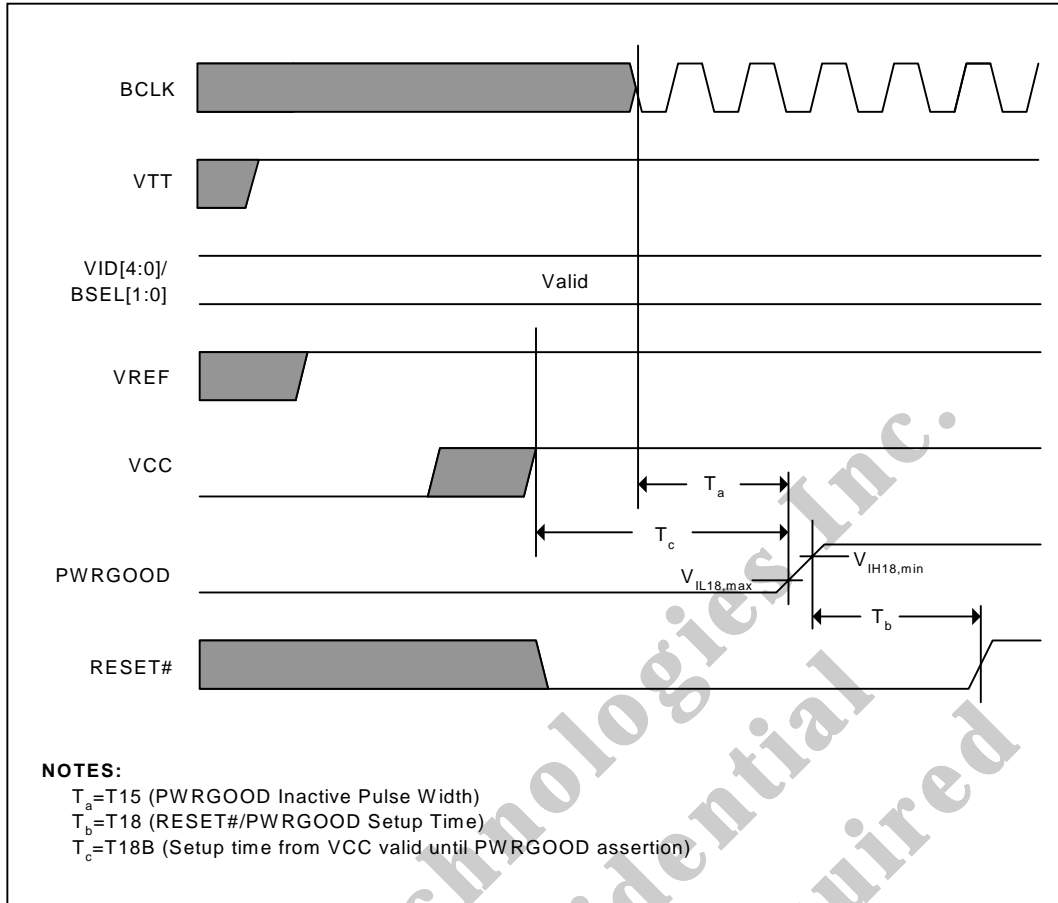 BCLK
VTT
VID[4:0]/
BSEL[1:0]
Valid
VREF
VCC
Ta
Tc
PWRGOOD
VIL18,max
VIH18,min
Tb
RESET#
NOTES:
Ta=T15 (PWRGOOD Inactive Pulse Width)
Tb=T18 (RESET#/PWRGOOD Setup Time)
Tc=T18B (Setup time from VCC valid until PWRGOOD assertion)
Inc.